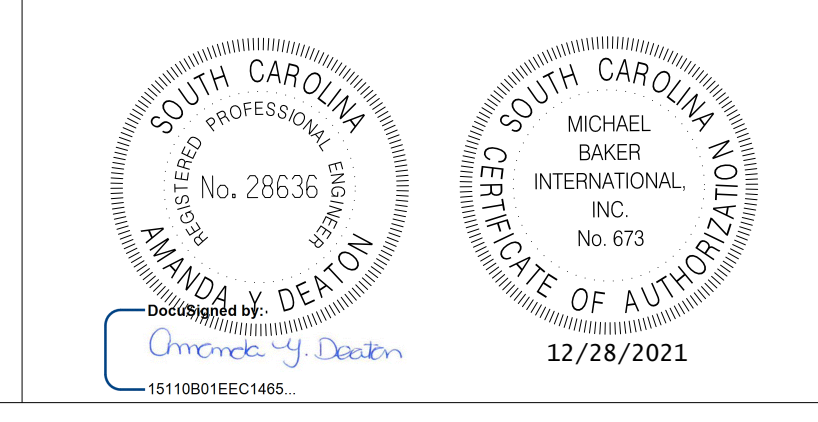 SOUTH CAROLINA
REGISTERED PROFESSIONAL ENGINEER
No. 28636
AMANDA Y DEATON
DocuSigned by:
Amanda Y. Deaton
15110B01EEC1465...
SOUTH CAROLINA
MICHAEL
BAKER
INTERNATIONAL,
INC.
No. 673
CERTIFICATE OF AUTHORIZATION
12/28/2021